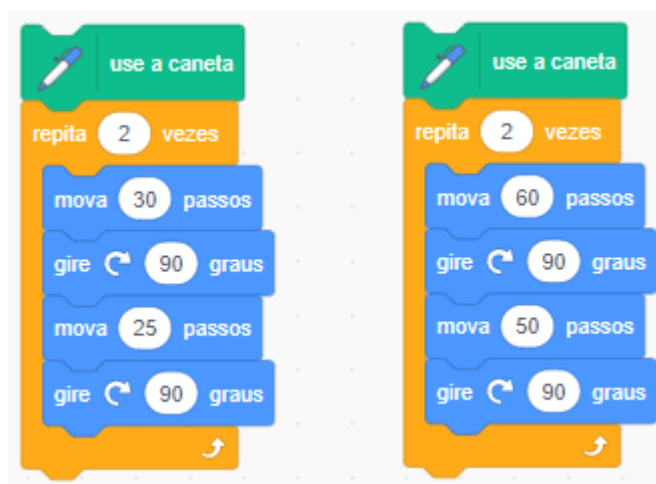 use a caneta
repita 2 vezes
mova 30 passos
gire 90 graus
mova 25 passos
gire 90 graus
use a caneta
repita 2 vezes
mova 60 passos
gire 90 graus
mova 50 passos
gire 90 graus